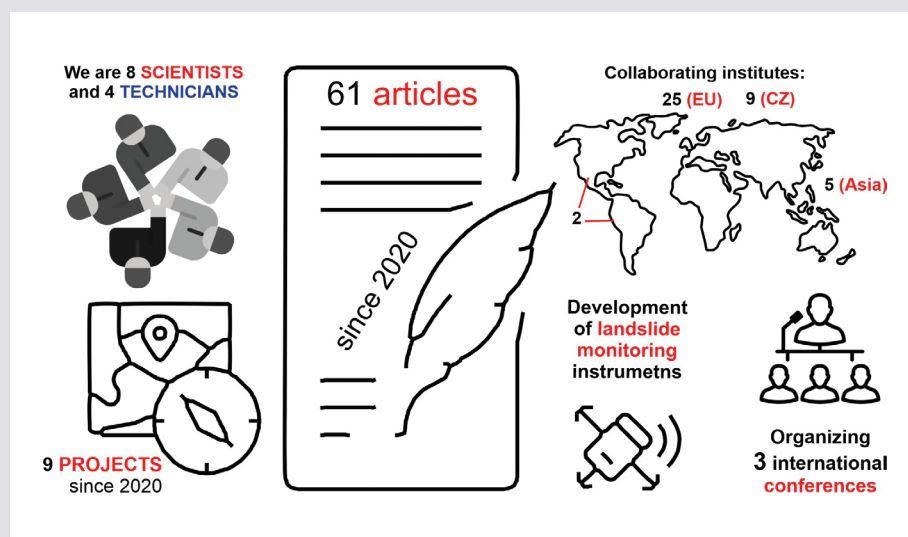 We are 8 SCIENTISTS
and 4 TECHNICIANS
61 articles
since 2020
Collaborating institutes:
25 (EU) 9 (CZ)
5 (Asia)
2
9 PROJECTS
since 2020
Development
of landslide
monitoring
instrumetns
Organizing
3 international
conferences